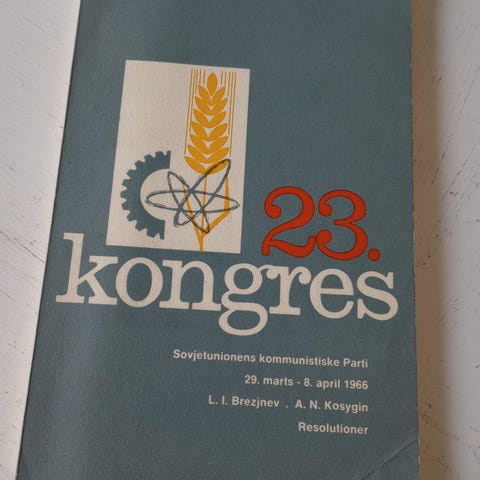 23.
kongres
Sovjetunionens kommunistiske Parti
29. marts - 8. april 1966
L. I. Brezjnev . A. N. Kosygin
Resolutioner